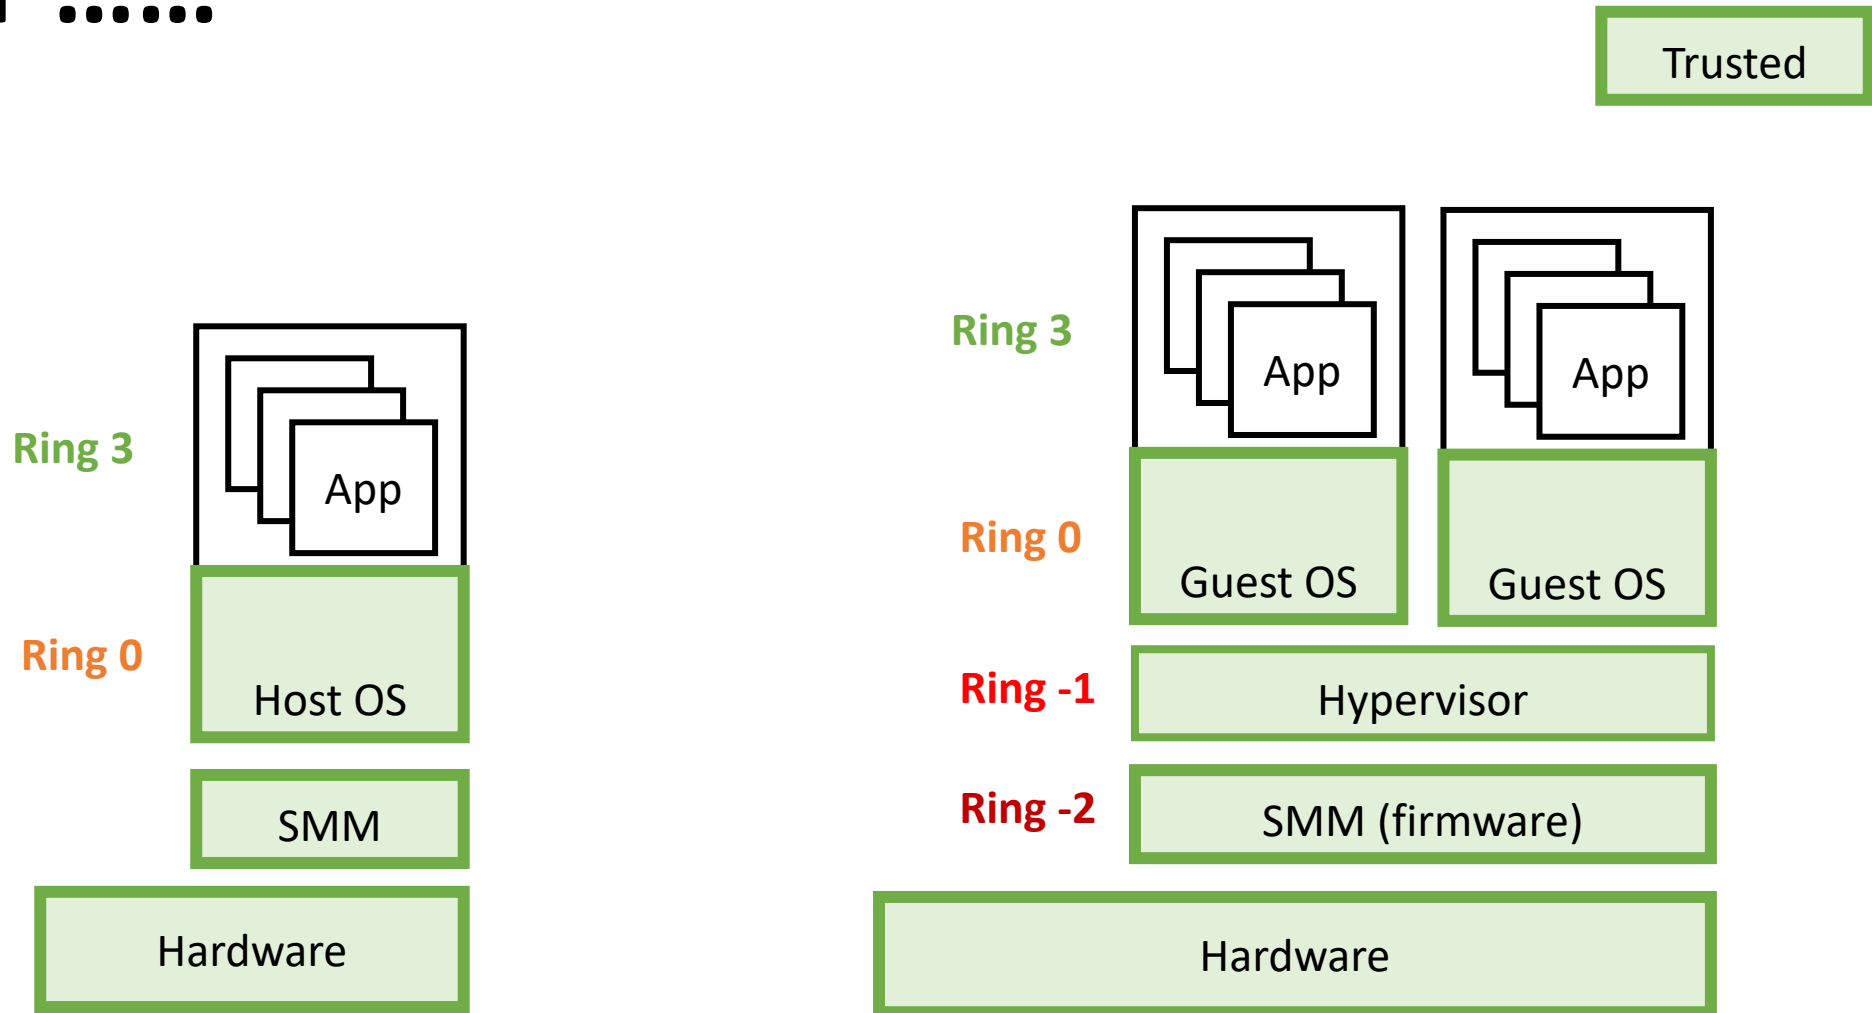 ......
Trusted
Ring 3
App
Ring 0
Host OS
SMM
Hardware
Ring 3
App
App
Ring 0
Guest OS
Guest OS
Ring -1
Hypervisor
Ring -2
SMM (firmware)
Hardware